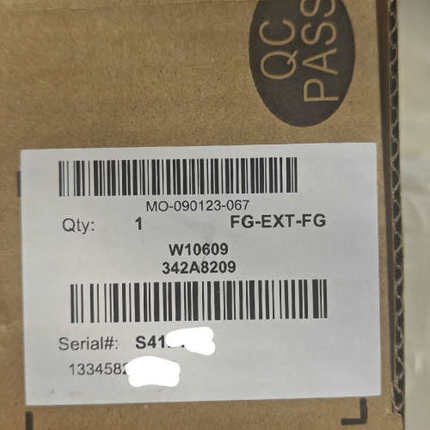 QC
PASS
MO-090123-067
Qty: 1 FG-EXT-FG
W10609
342A8209
Serial#: S41
1334582